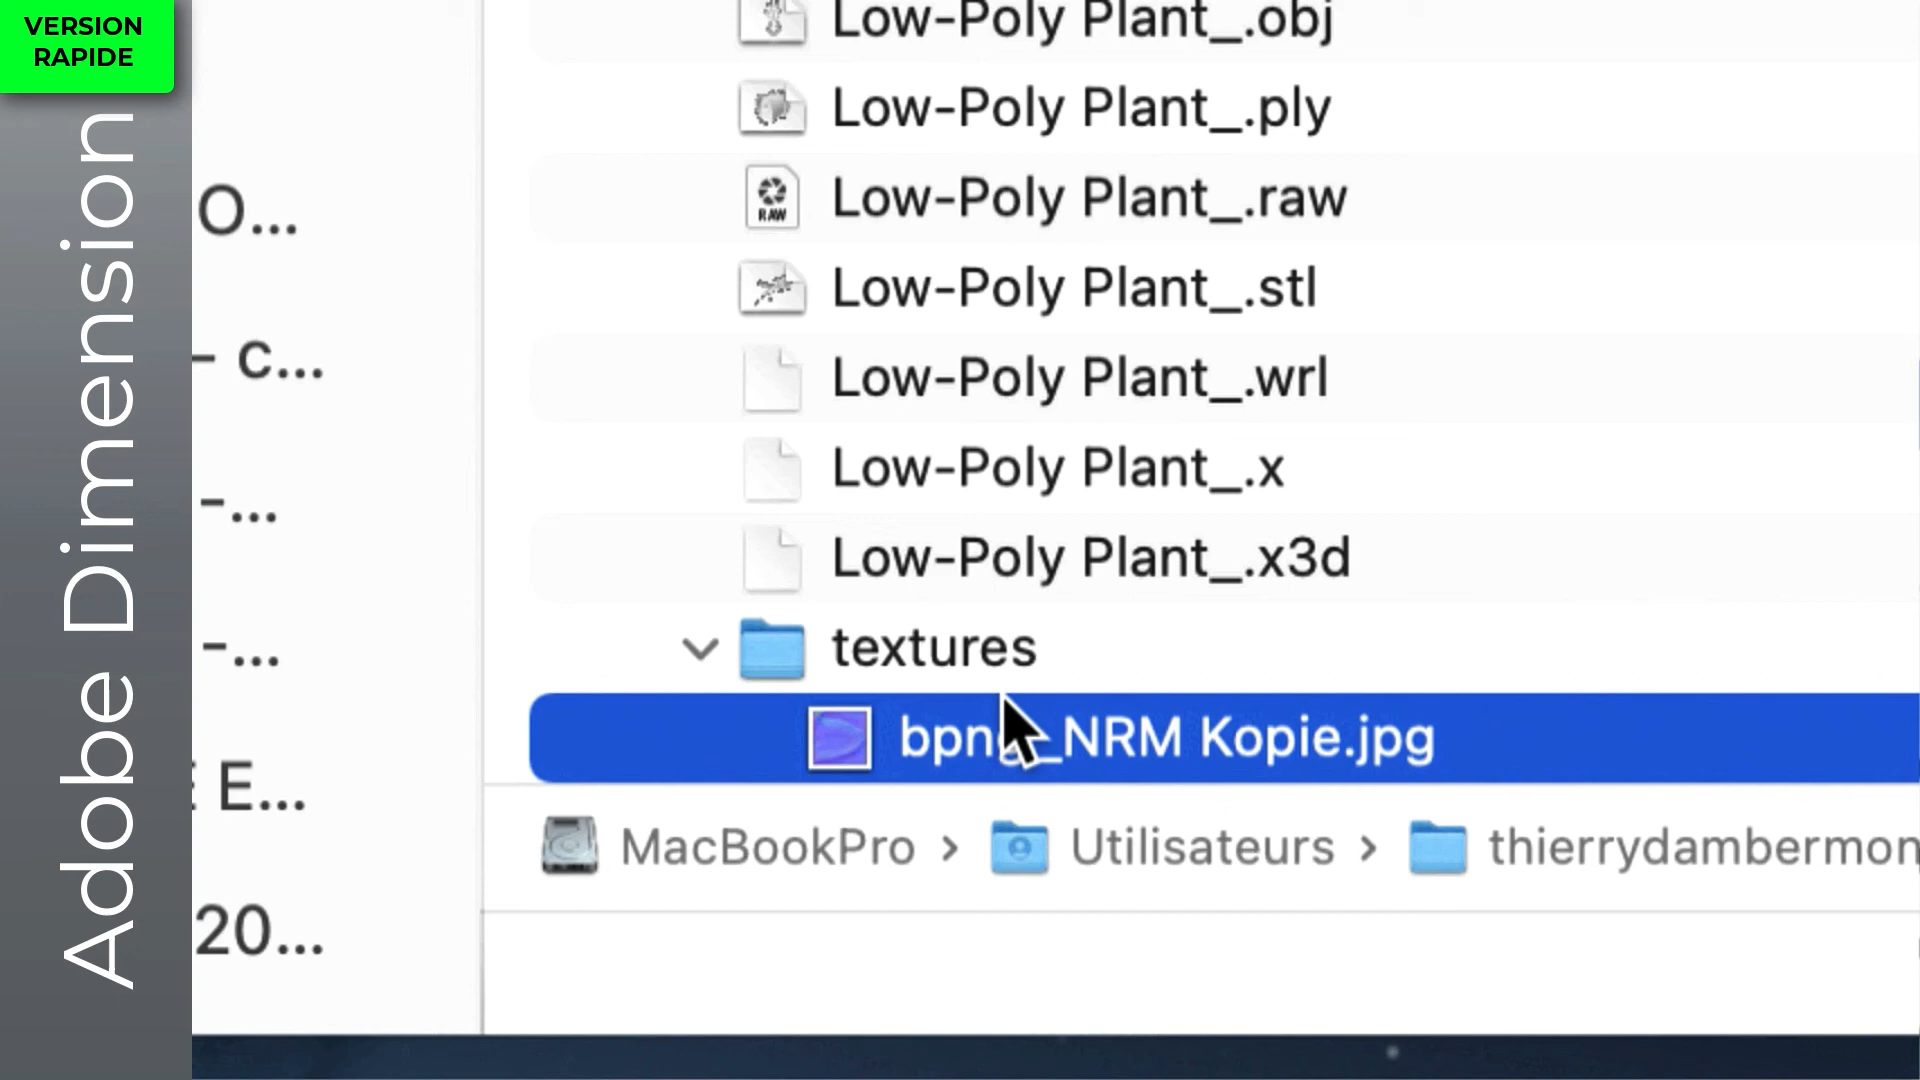 VERSION
RAPIDE
Adobe Dimension
O...
- c...
-...
-...
E...
20...
Low-Poly Plant_.obj
Low-Poly Plant_.ply
RAW
Low-Poly Plant_.raw
Low-Poly Plant_.stl
Low-Poly Plant_.wrl
Low-Poly Plant_.x
Low-Poly Plant_.x3d
textures
_NRM Kopie.jpg
MacBookPro › Utilisateurs › thierrydambermon